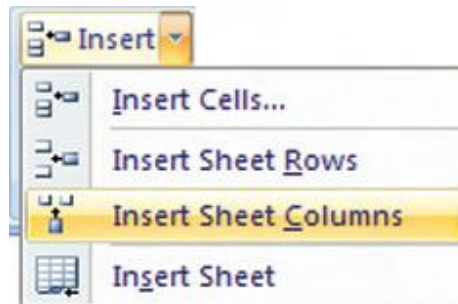 Insert
Insert Cells...
Insert Sheet Rows
Insert Sheet Columns
Insert Sheet